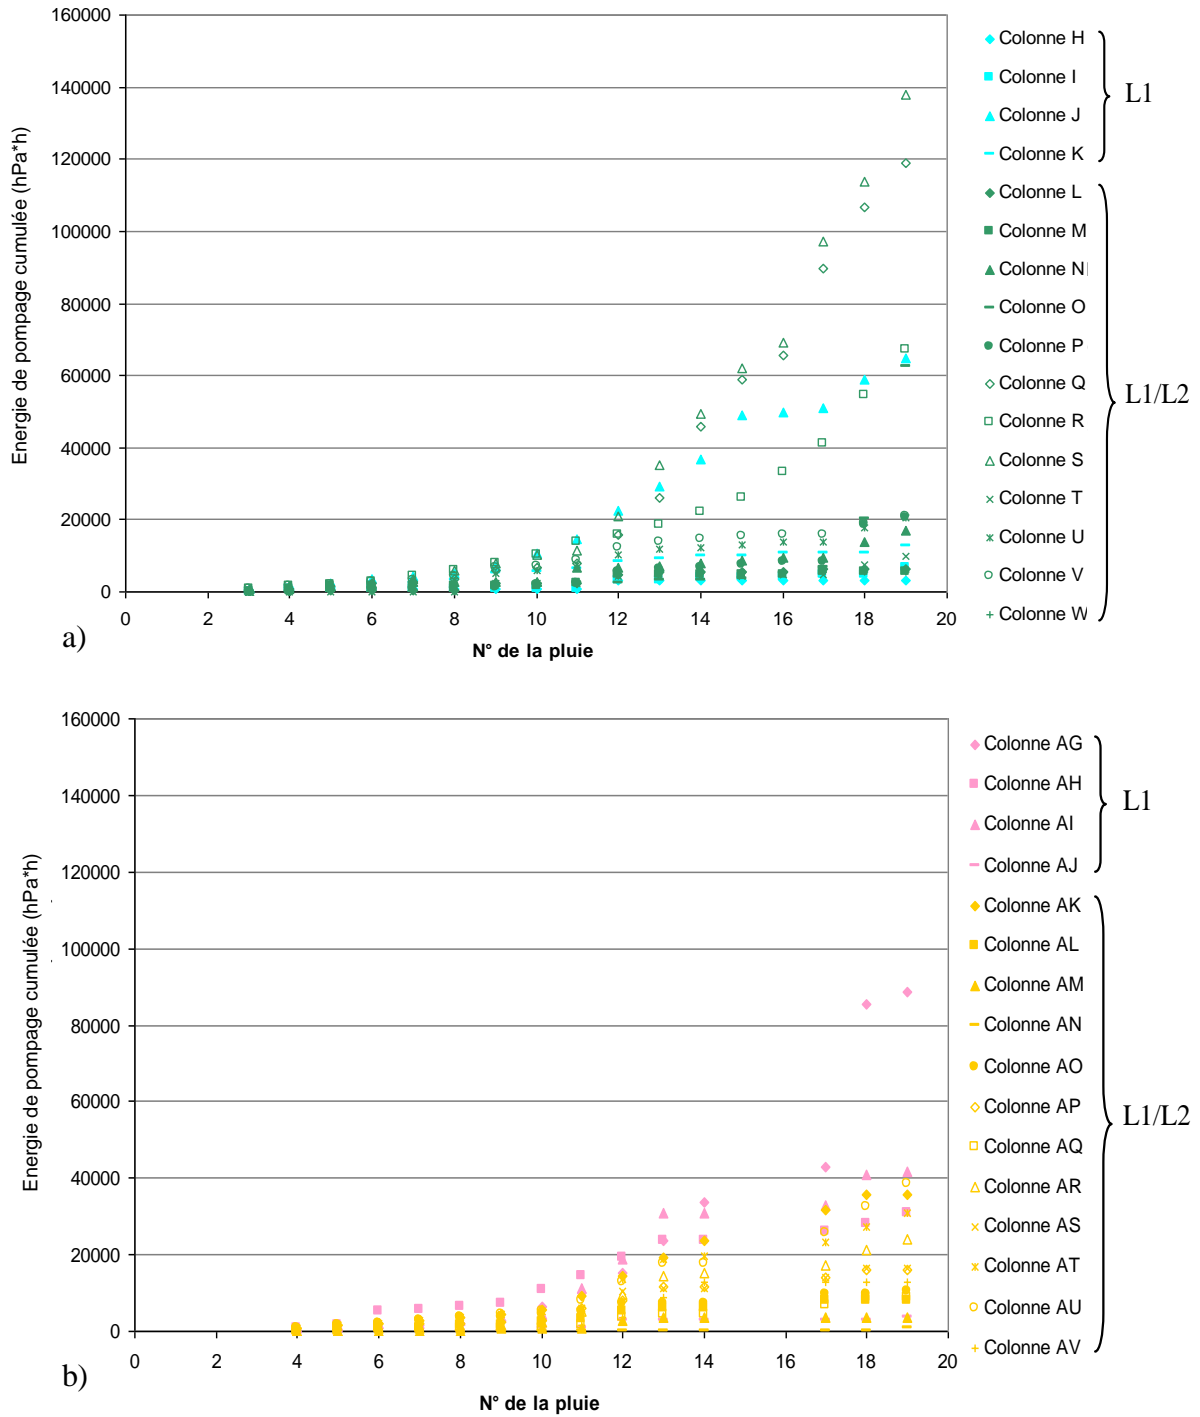 160000
140000
120000
100000
80000
60000
40000
20000
0
Energie de pompage cumulée (hPa*h)
0 2 4 6 8 10 12 14 16 18 20
N° de la pluie
a)
Colonne H
Colonne I
Colonne J
Colonne K
L1
Colonne L
Colonne M
Colonne N
Colonne O
Colonne P
Colonne Q
Colonne R
Colonne S
Colonne T
Colonne U
Colonne V
Colonne W
L1/L2
160000
140000
120000
100000
80000
60000
40000
20000
0
Energie de pompage cumulée (hPa*h)
0 2 4 6 8 10 12 14 16 18 20
N° de la pluie
b)
Colonne AG
Colonne AH
Colonne AI
Colonne AJ
L1
Colonne AK
Colonne AL
Colonne AM
Colonne AN
Colonne AO
Colonne AP
Colonne AQ
Colonne AR
Colonne AS
Colonne AT
Colonne AU
Colonne AV
L1/L2